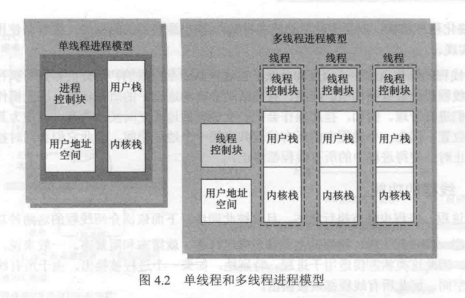 单线程进程模型
进程
控制块
用户栈
用户地址
空间
内核栈
多线程进程模型
线程
线程
线程
线程
控制块
线程
控制块
线程
控制块
线程
控制块
用户栈
用户栈
用户栈
用户地址
空间
内核栈
内核栈
内核栈
图 4.2 单线程和多线程进程模型